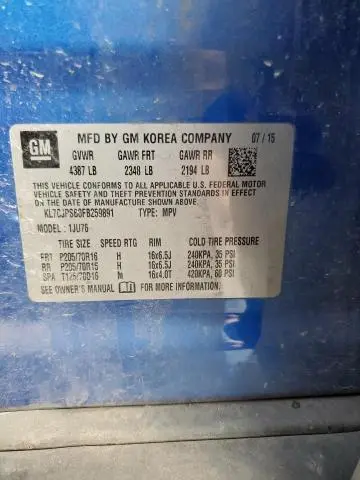 GM
MFD BY GM KOREA COMPANY 07/15
GVWR GAWR FRT GAWR RR
4387 LB 2348 LB 2194 LB
THIS VEHICLE CONFORMS TO ALL APPLICABLE U.S. FEDERAL MOTOR
VEHICLE SAFETY AND THEFT PREVENTION STANDARDS IN EFFECT
ON THE DATE OF MANUFACTURE SHOWN ABOVE.
TYPE: MPV
MODEL: 1JU76
TIRE SIZE SPEED RTG RIM COLD TIRE PRESSURE
FRT P205/70R16 H 16x6.5J 240KPA, 35 PSI
RR H 16x6.5J 240KPA, 35 PSI
SPA M 16x4.0T 420KPA, 60 PSI
SEE OWNER'S MANUAL FOR MORE INFORMATION.